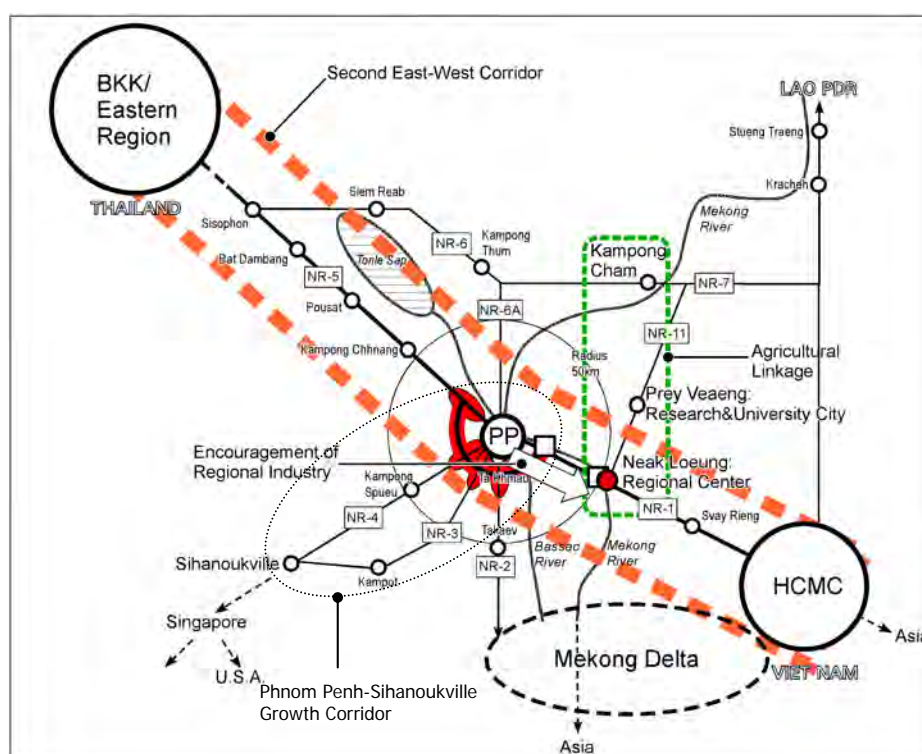 BKK/
Eastern
Region
Second East-West Corridor
LAO PDR
Stueng Traeng
Kracheh
THAILAND
Siem Reab
Mekong
River
Sisophon
NR-6
Kampong
Thum
Kampong
Cham
Bat Dambang
Tonle Sap
NR-5
NR-7
Pousat
NR-6A
NR-11
Kampong Chhnang
Radius
50km
Agricultural
Linkage
Prey Veaeng:
Research&University City
PP
Encouragement of
Regional Industry
Neak Loeung:
Regional Center
Kampong
Spueu
Ta Khmau
NR-1
Svay Rieng
NR-4
NR-3
Takaev
Bassac
River
Mekong
River
Sihanoukville
Kampot
NR-2
HCMC
Singapore
Asia
U.S.A.
Mekong Delta
VIET NAM
Phnom Penh-Sihanoukville
Growth Corridor
Asia